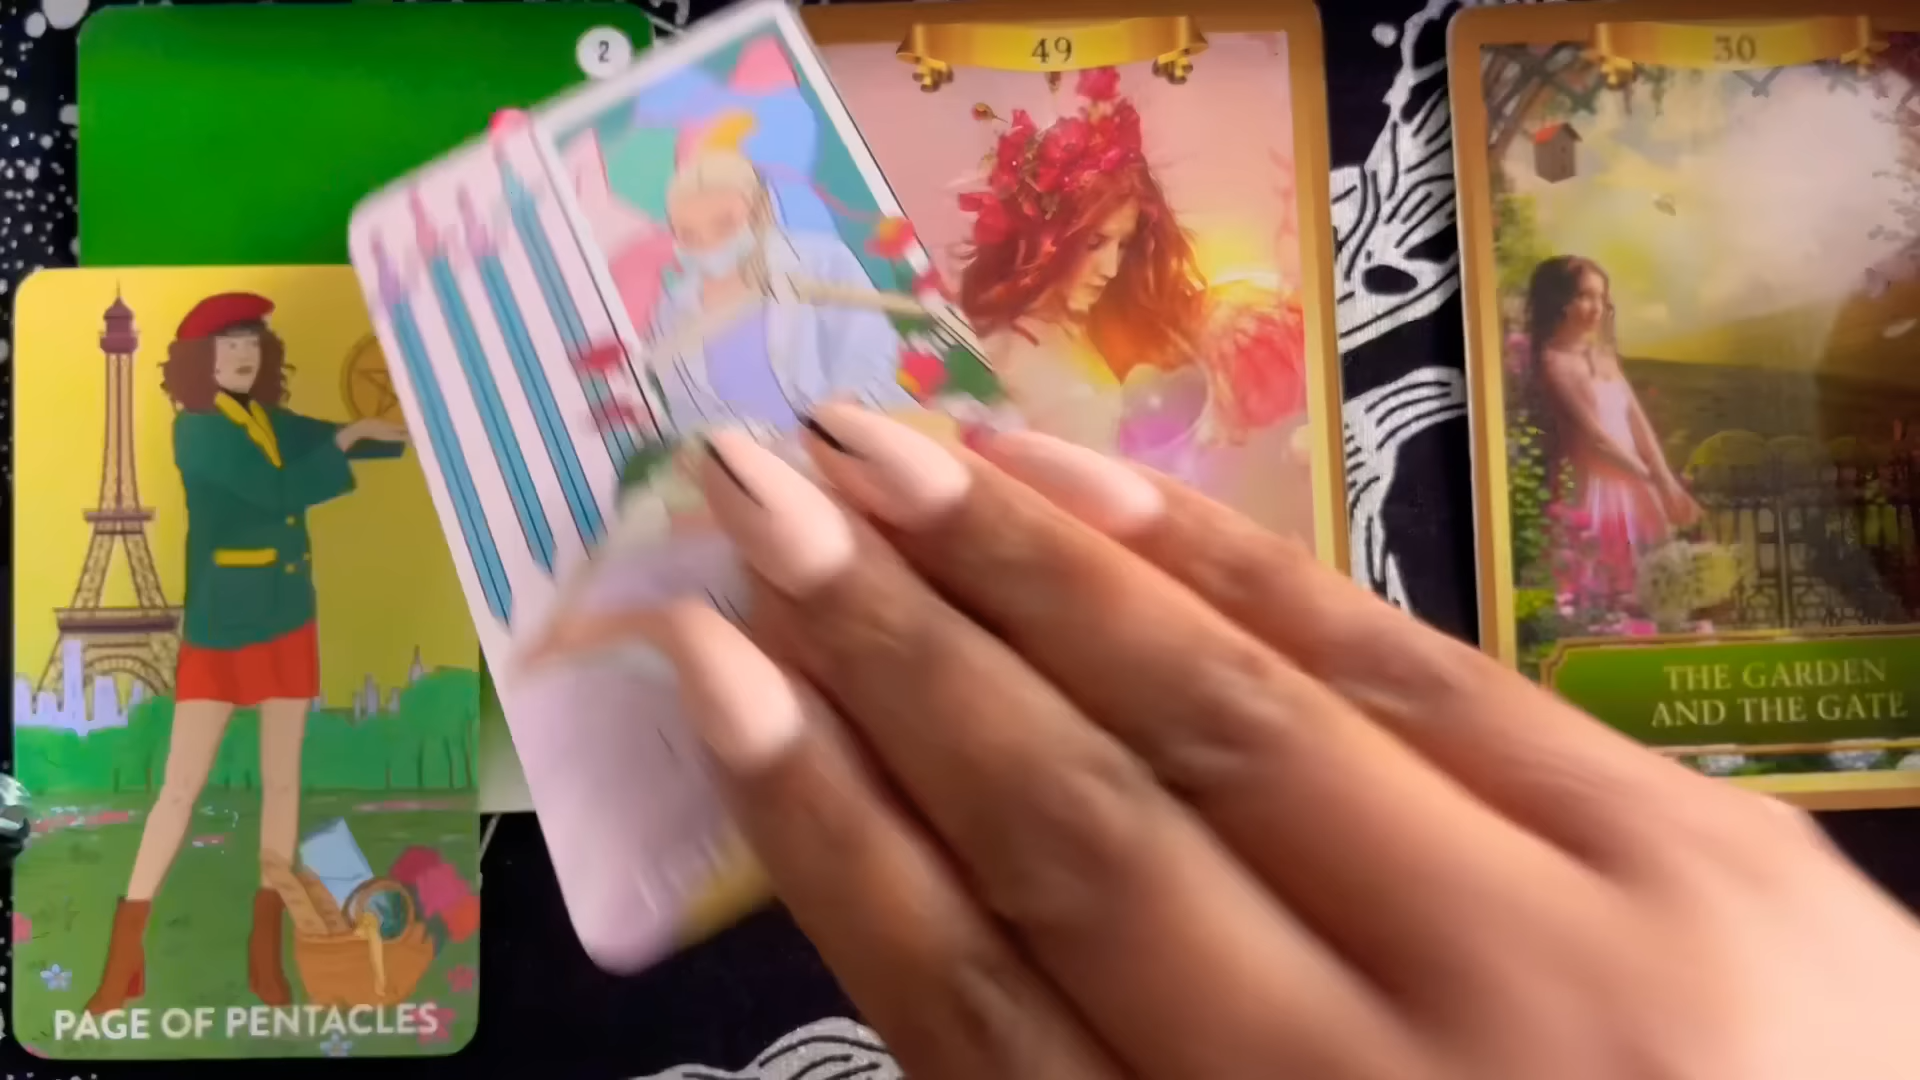 2
49
30
THE GARDEN
AND THE GATE
PAGE OF PENTACLES